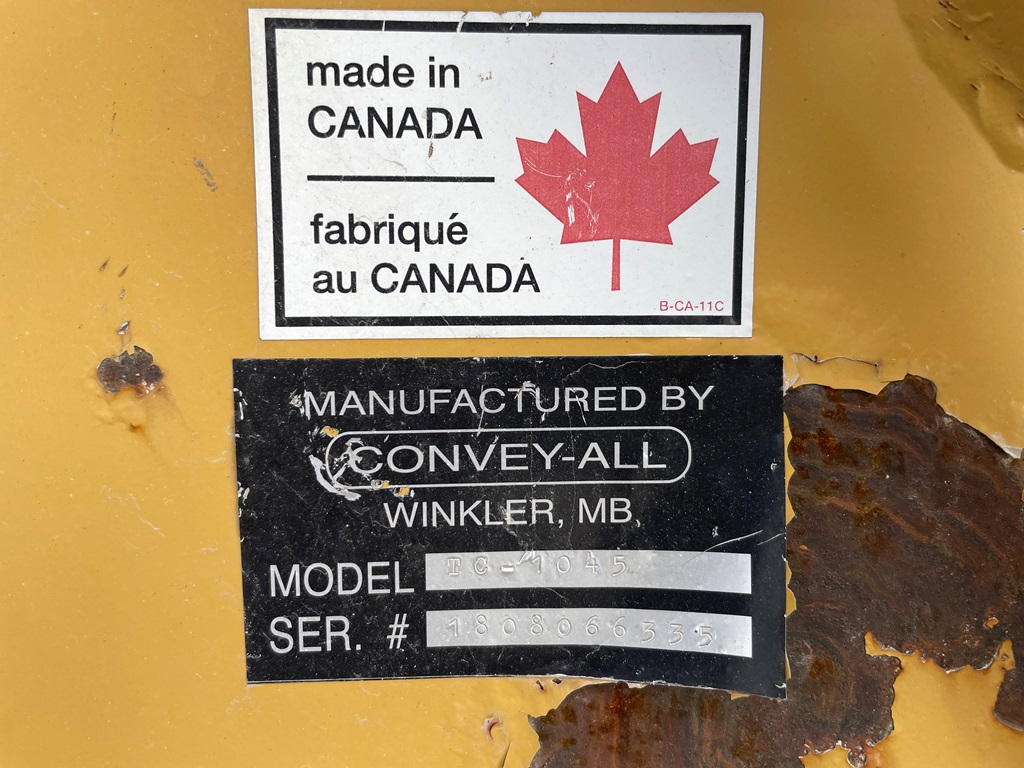 made in
CANADA
fabriqué
au CANADA
B-CA-11C
MANUFACTURED BY
CONVEY-ALL
WINKLER, MB
MODEL TC-1045
SER. # 1808066335